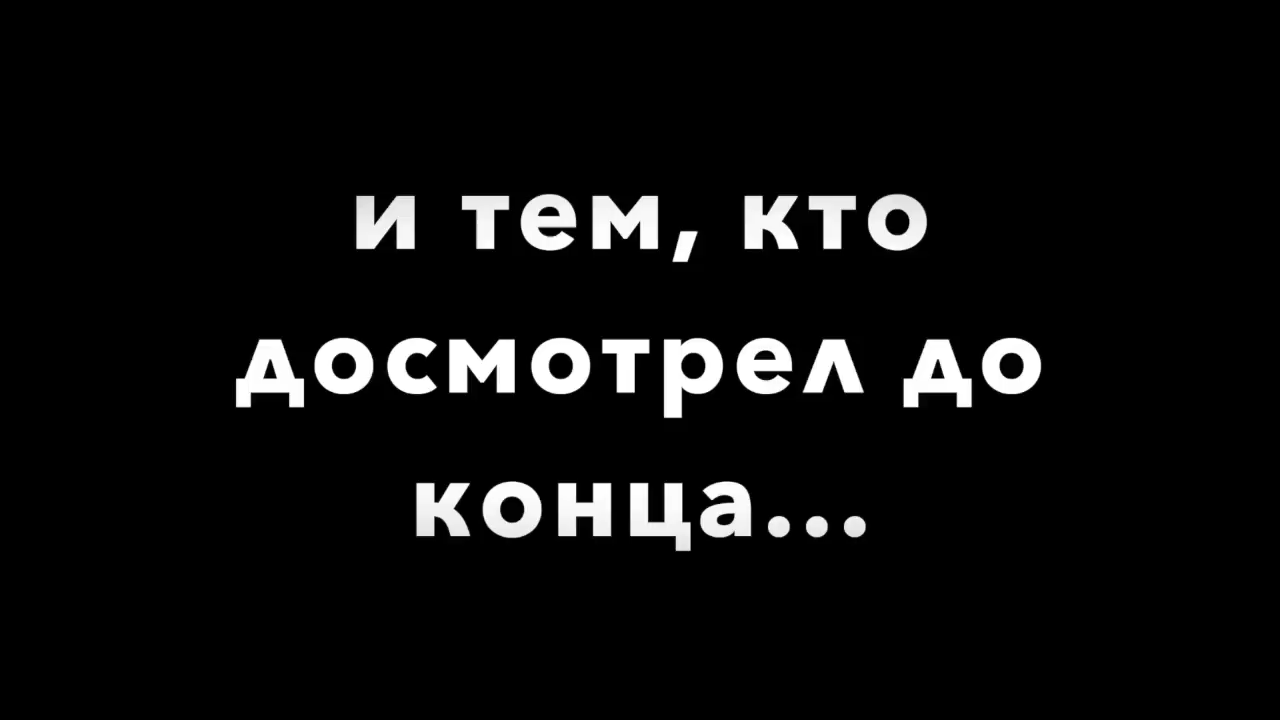 и тем, кто
досмотрел до
конца...